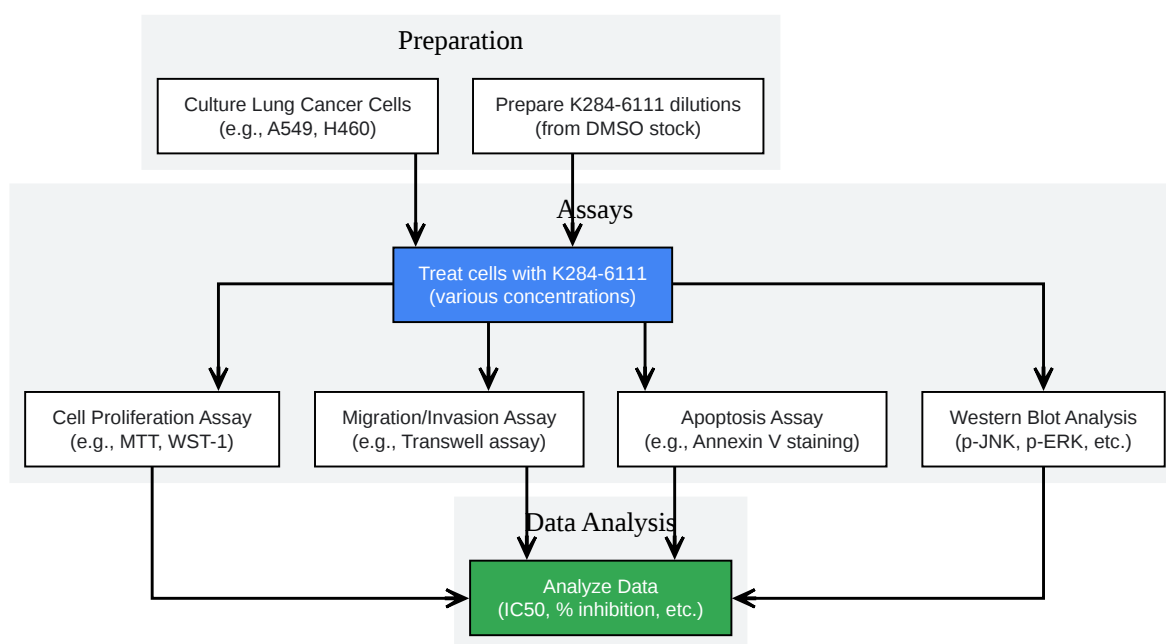 Preparation
Culture Lung Cancer Cells
(e.g., A549, H460)
Prepare K284-6111 dilutions
(from DMSO stock)
Assays
Treat cells with K284-6111
(various concentrations)
Cell Proliferation Assay
(e.g., MTT, WST-1)
Migration/Invasion Assay
(e.g., Transwell assay)
Apoptosis Assay
(e.g., Annexin V staining)
Western Blot Analysis
(p-JNK, p-ERK, etc.)
Data Analysis
Analyze Data
(IC50, % inhibition, etc.)